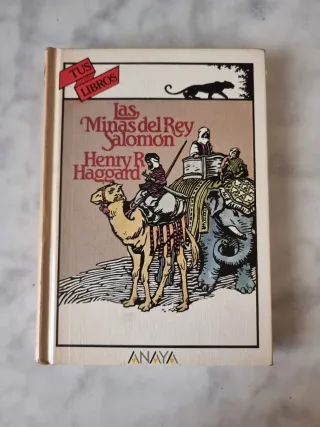 TUS
LIBROS
Las
Minas del Rey
Salomón
Henry R.
Haggard
ANAYA